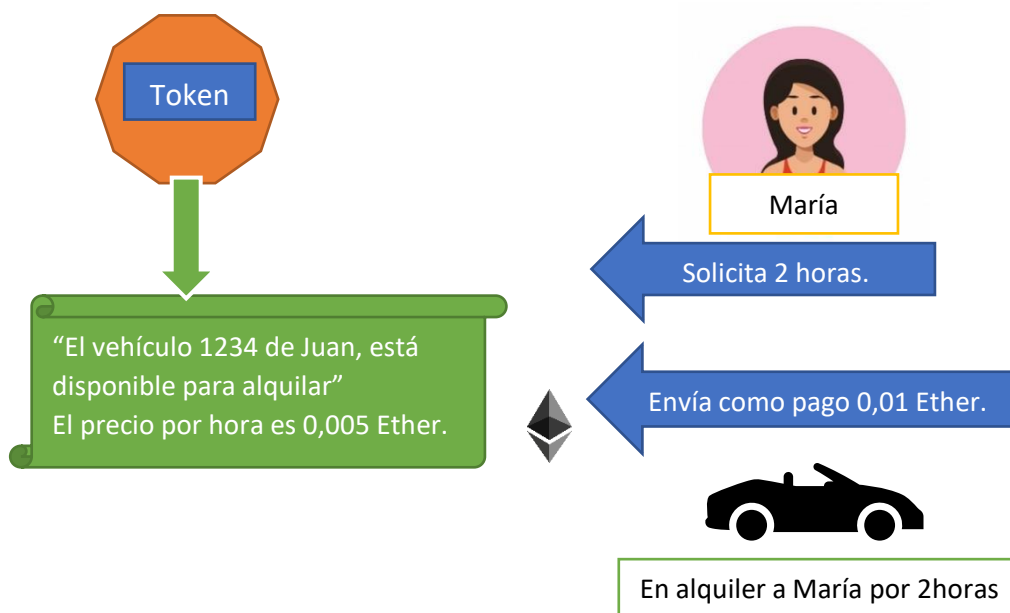 Token
María
Solicita 2 horas.
“El vehículo 1234 de Juan, está
disponible para alquilar”
El precio por hora es 0,005 Ether.
Envía como pago 0,01 Ether.
En alquiler a María por 2horas